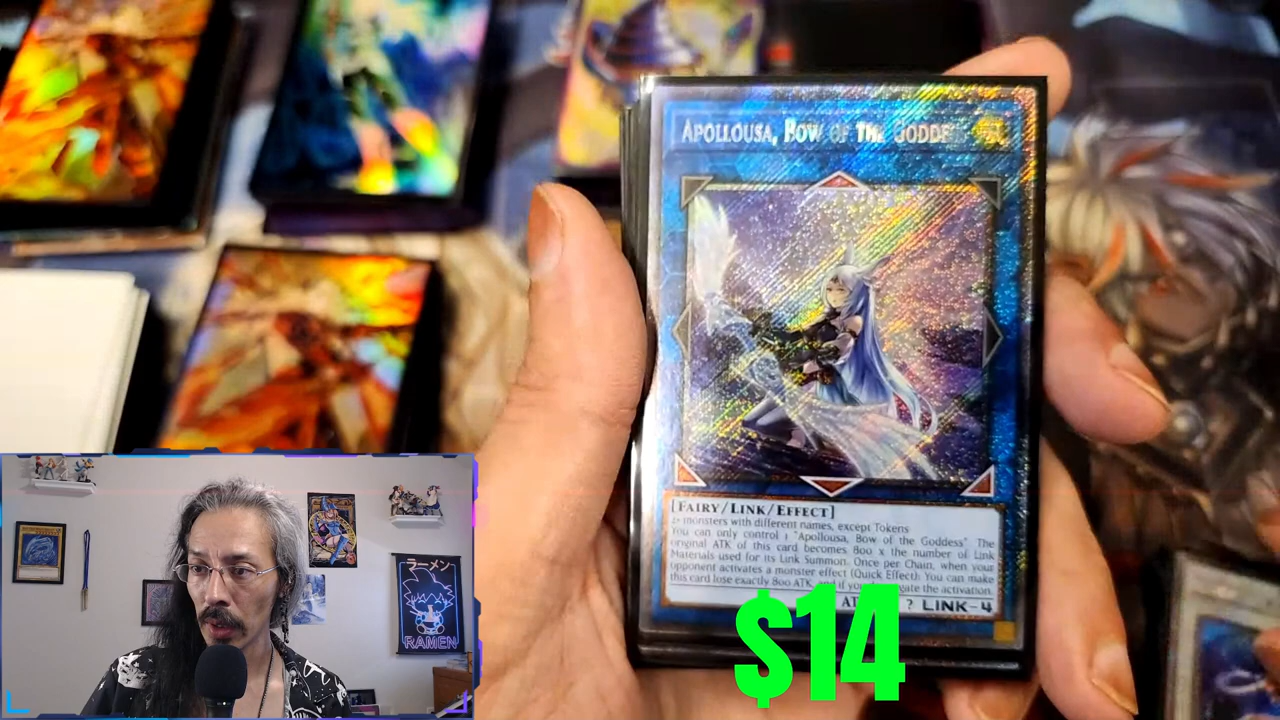 APOLLOUSA, BOW OF THE GODDE
[FAIRY/LINK/EFFECT]
2+ monsters with different names, except Tokens
You can only control 1 "Apollousa, Bow of the Goddess". The
original ATK of this card becomes 800 x the number of Link
Materials used for its Link Summon. Once per Chain, when your
opponent activates a monster effect (Quick Effect): You can make
this card lose exactly 800 ATK, and if you do, negate the activation.
? LINK-4
$14
ラーメン
RAMEN